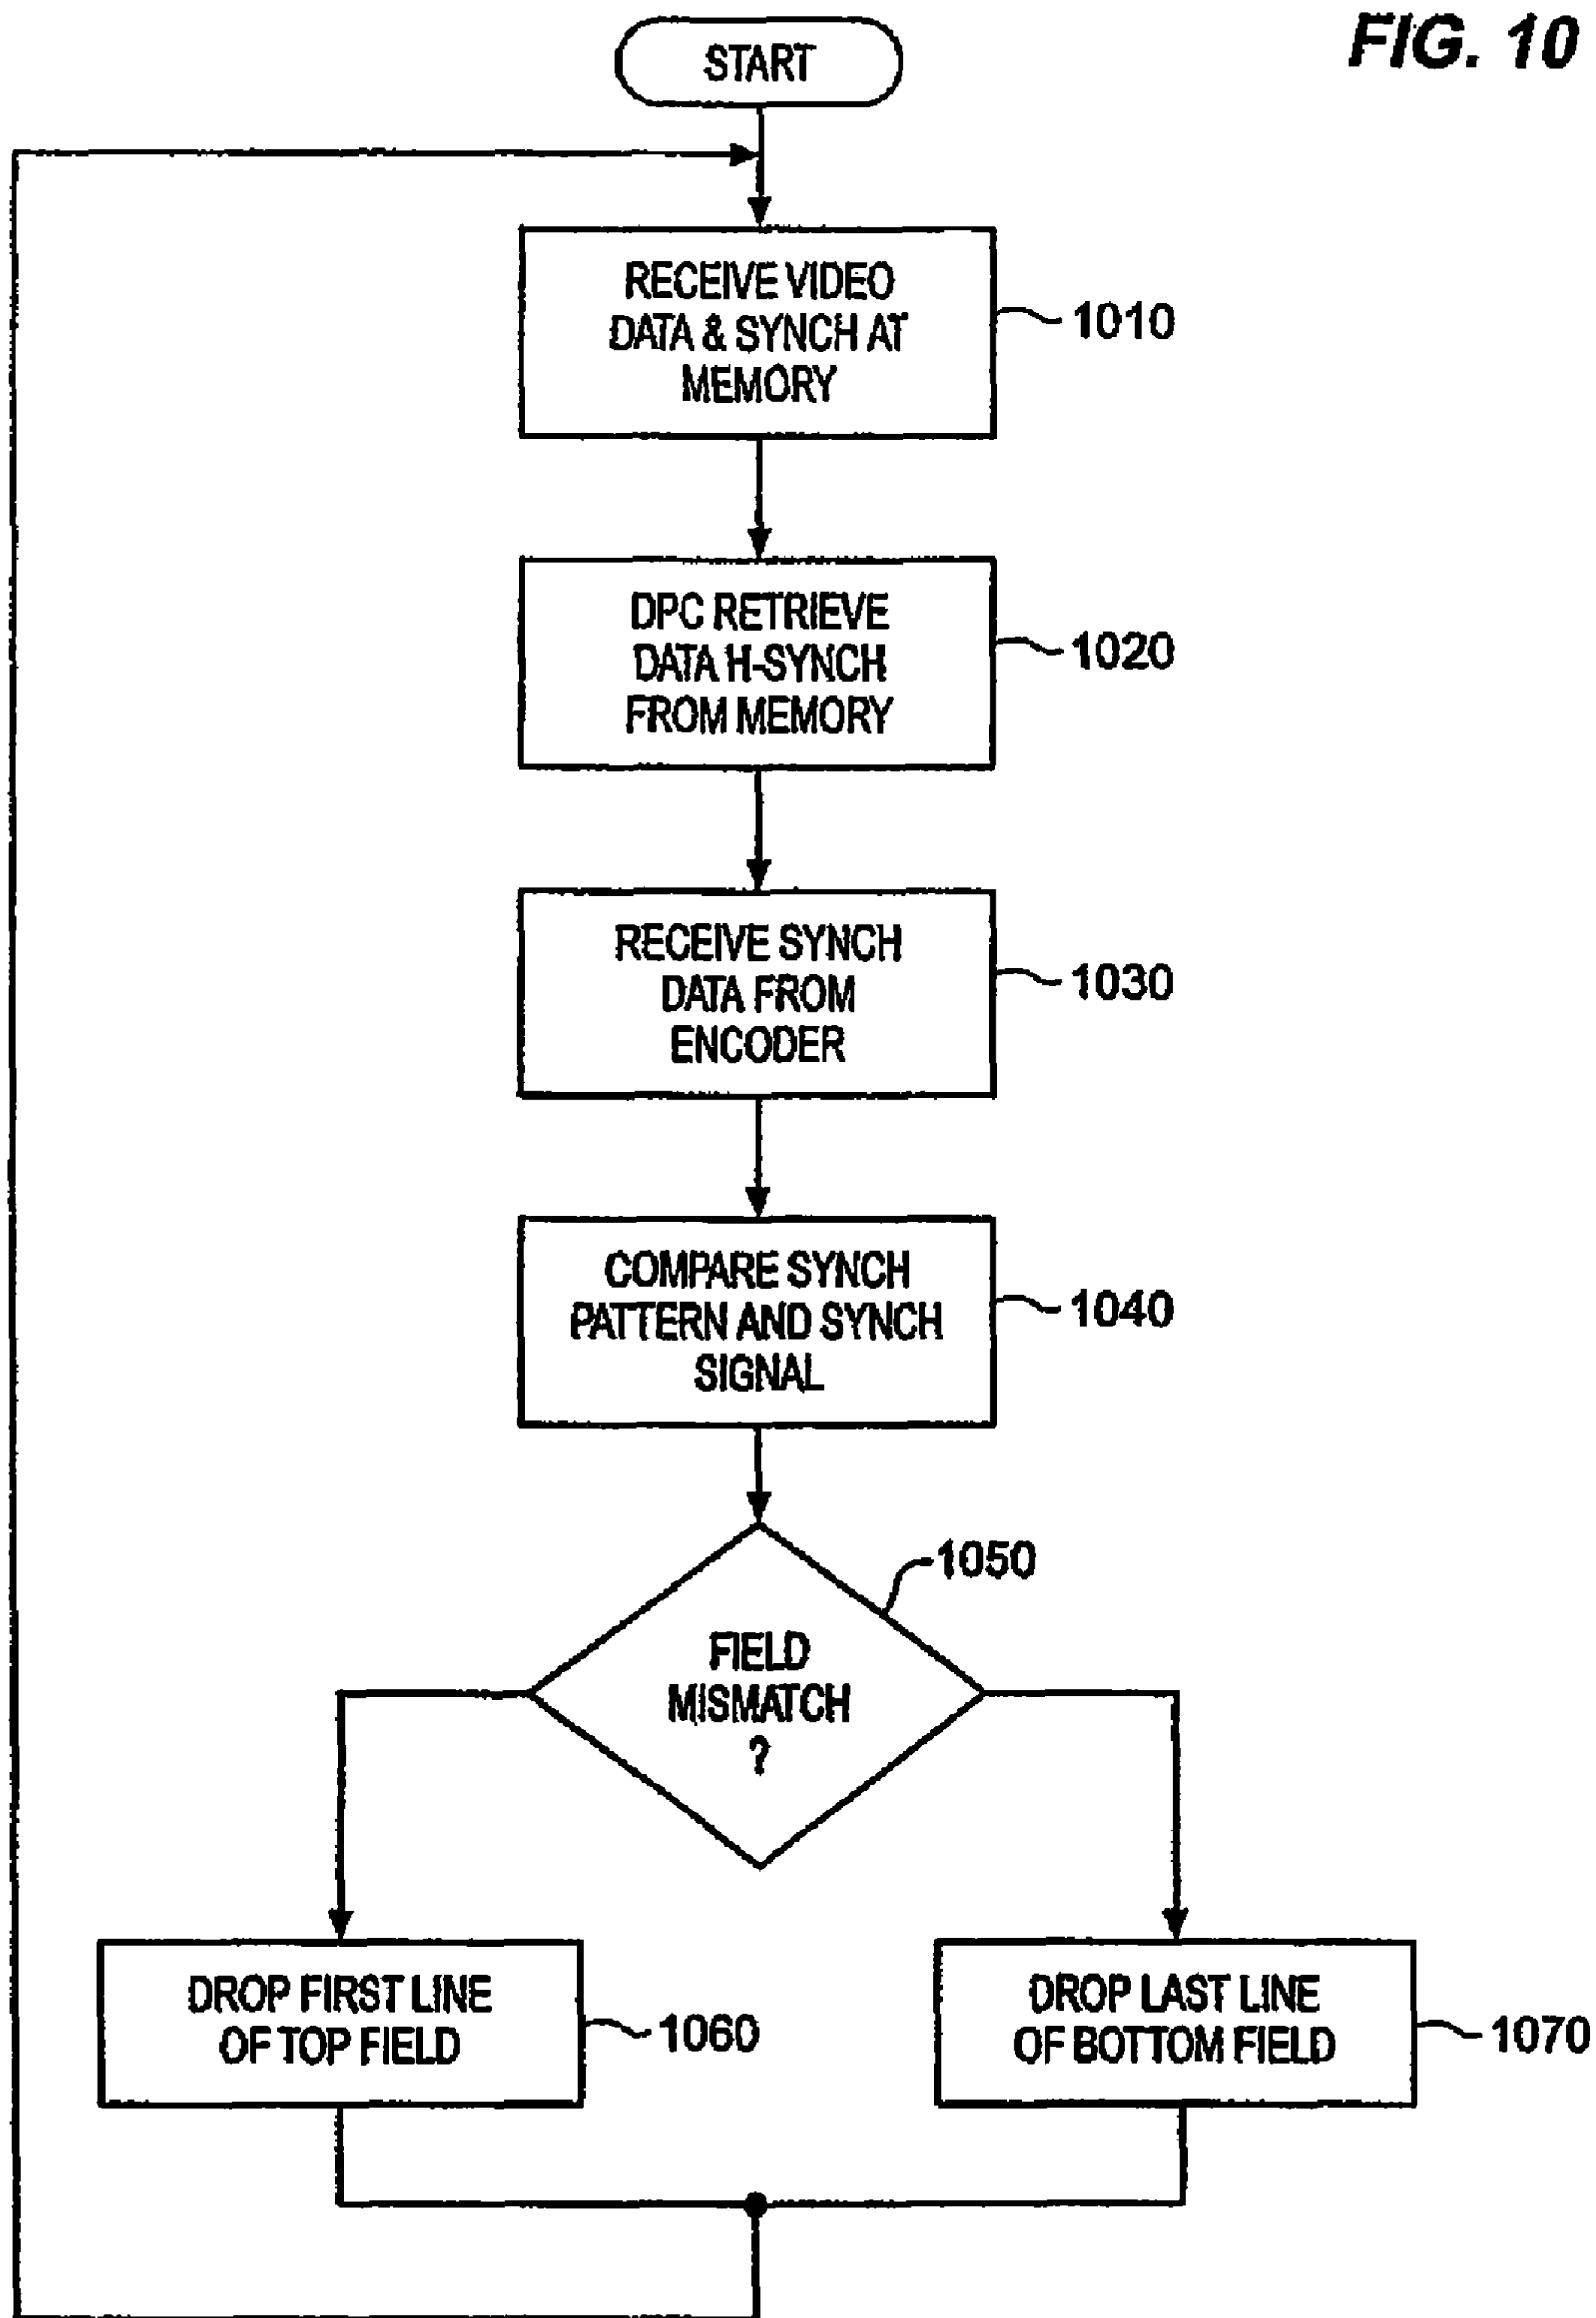 FIG. 10
START
RECEIVE VIDEO
DATA & SYNCH AT
MEMORY
1010
DPC RETRIEVE
DATA H-SYNCH
FROM MEMORY
1020
RECEIVE SYNCH
DATA FROM
ENCODER
1030
COMPARE SYNCH
PATTERN AND SYNCH
SIGNAL
1040
1050
FIELD
MISMATCH
?
DROP FIRST LINE
OF TOP FIELD
1060
DROP LAST LINE
OF BOTTOM FIELD
1070